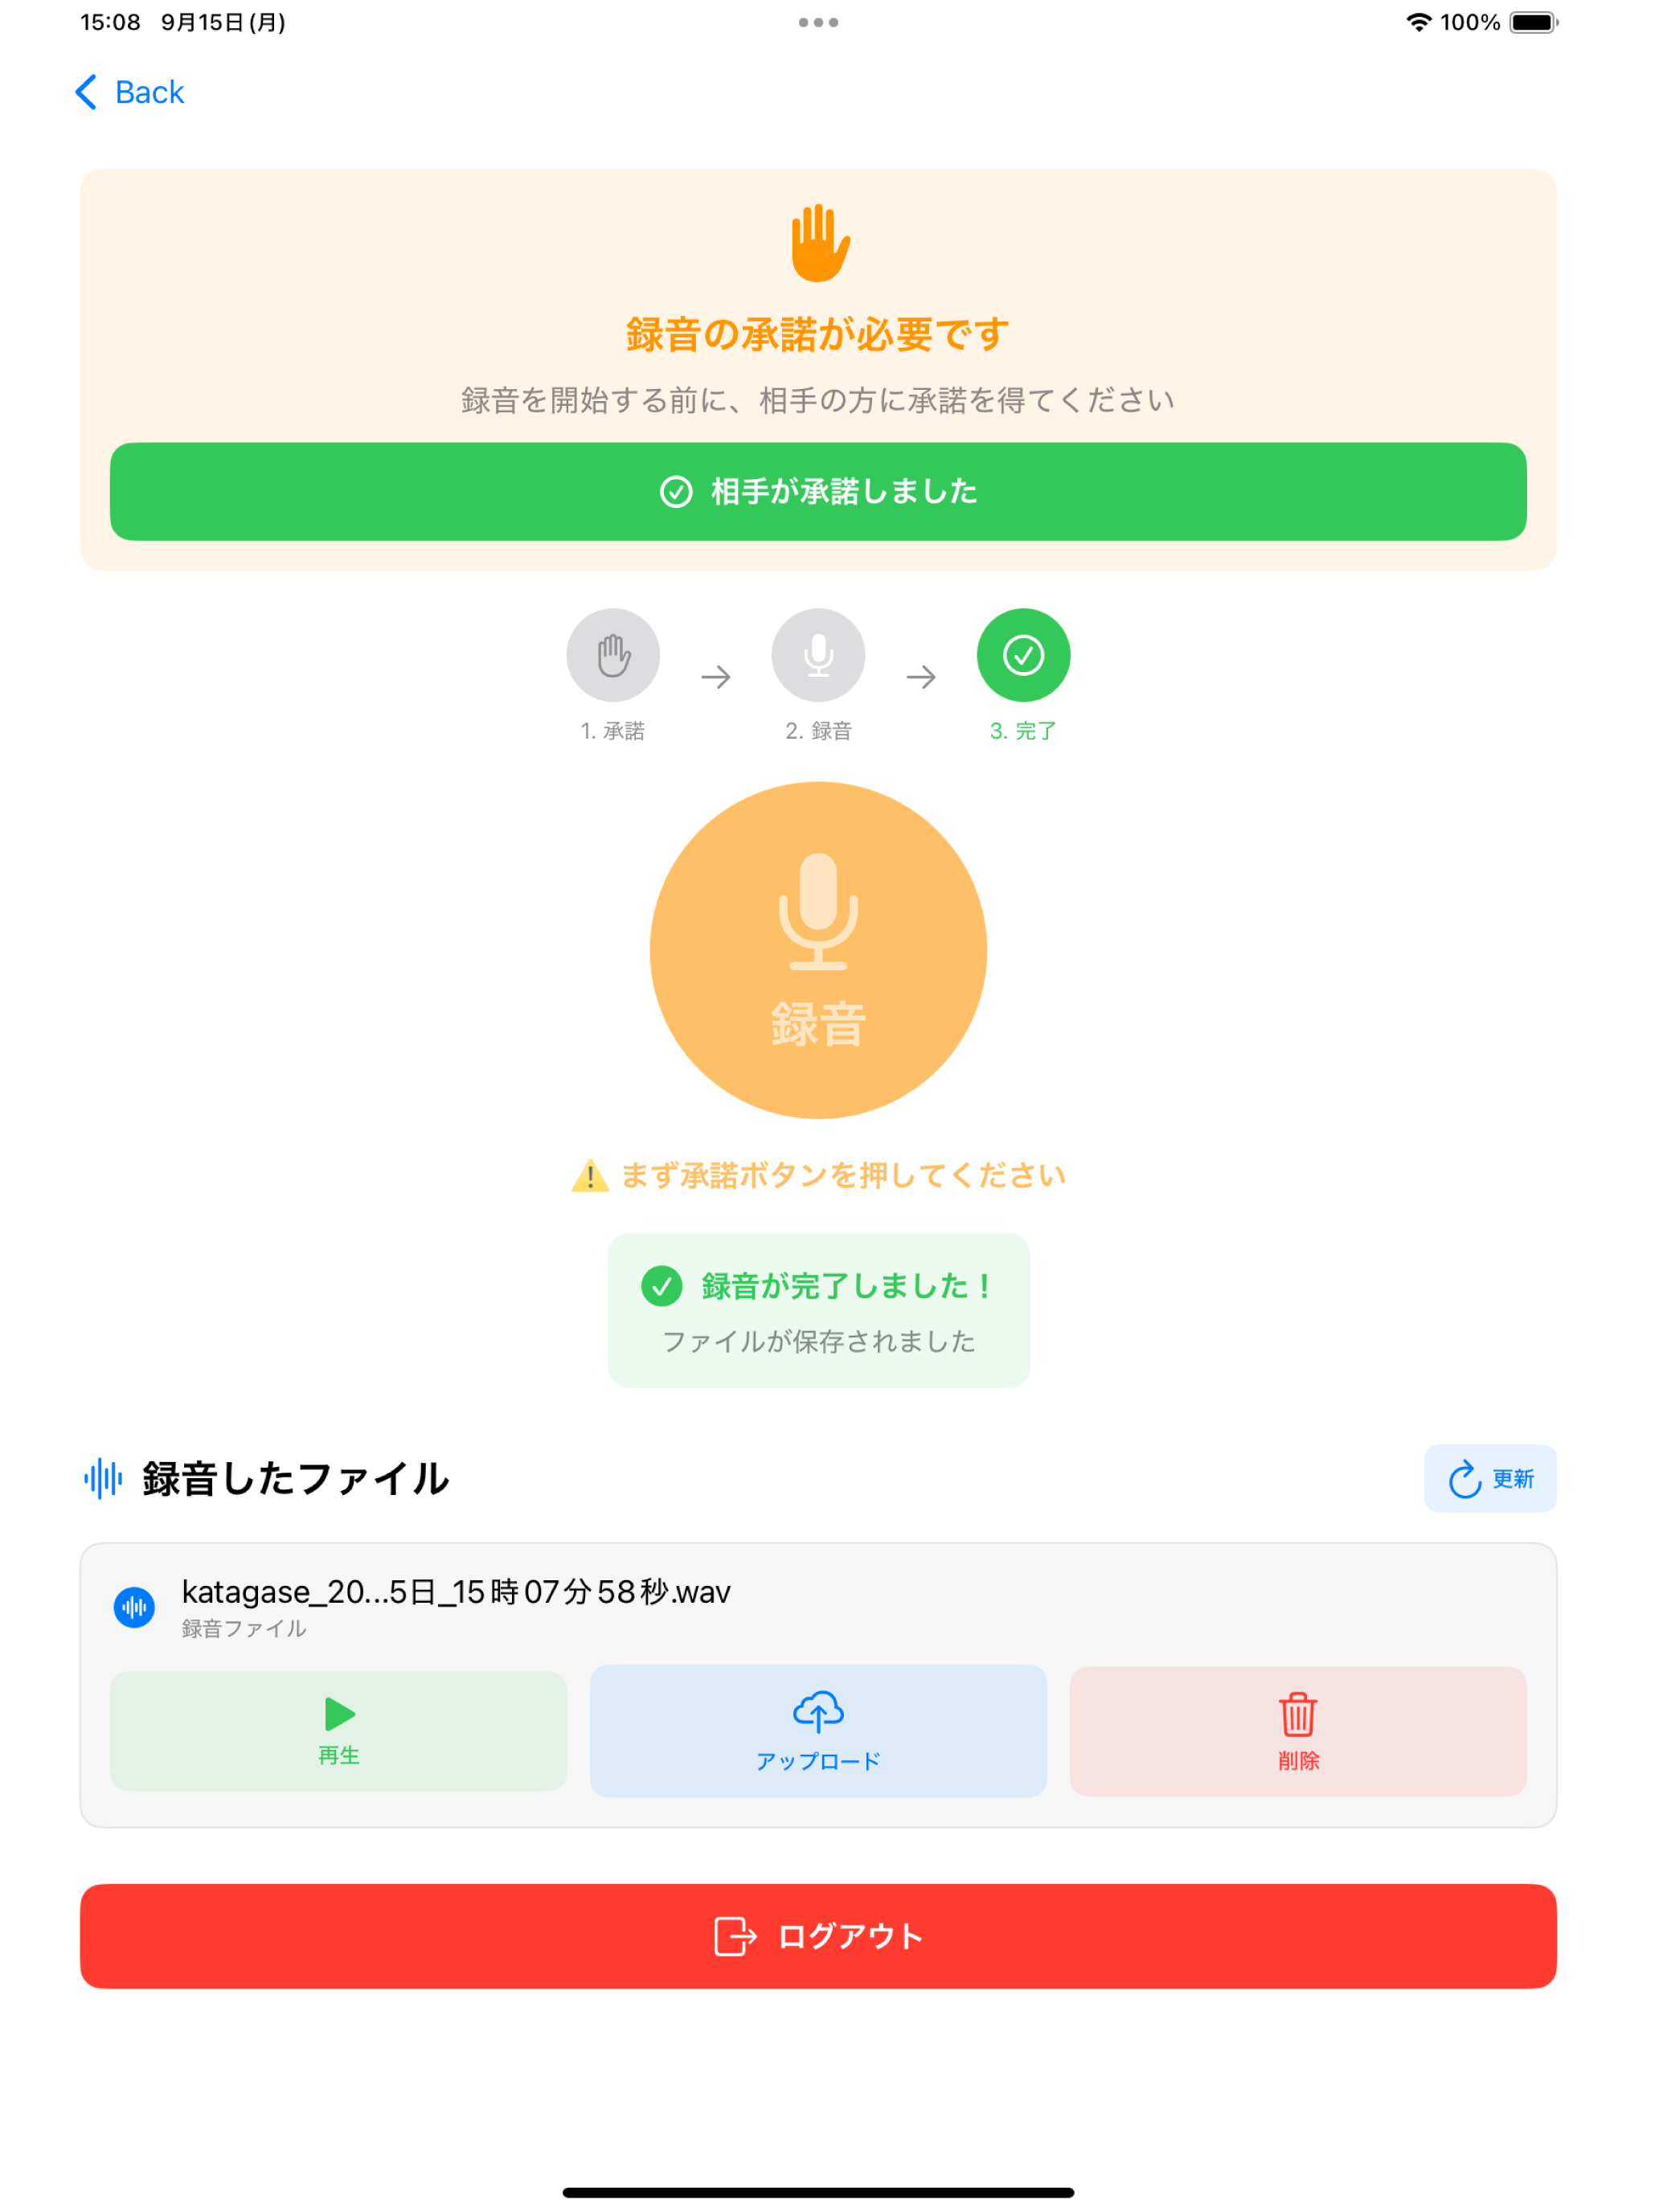 15:08 9月15日(月)
100%
Back
録音の承諾が必要です
録音を開始する前に、相手の方に承諾を得てください
相手が承諾しました
1. 承諾
2. 録音
3. 完了
録音
まず承諾ボタンを押してください
録音が完了しました！
ファイルが保存されました
録音したファイル
更新
katagase_20...5日_15時07分58秒.wav
録音ファイル
再生
アップロード
削除
ログアウト